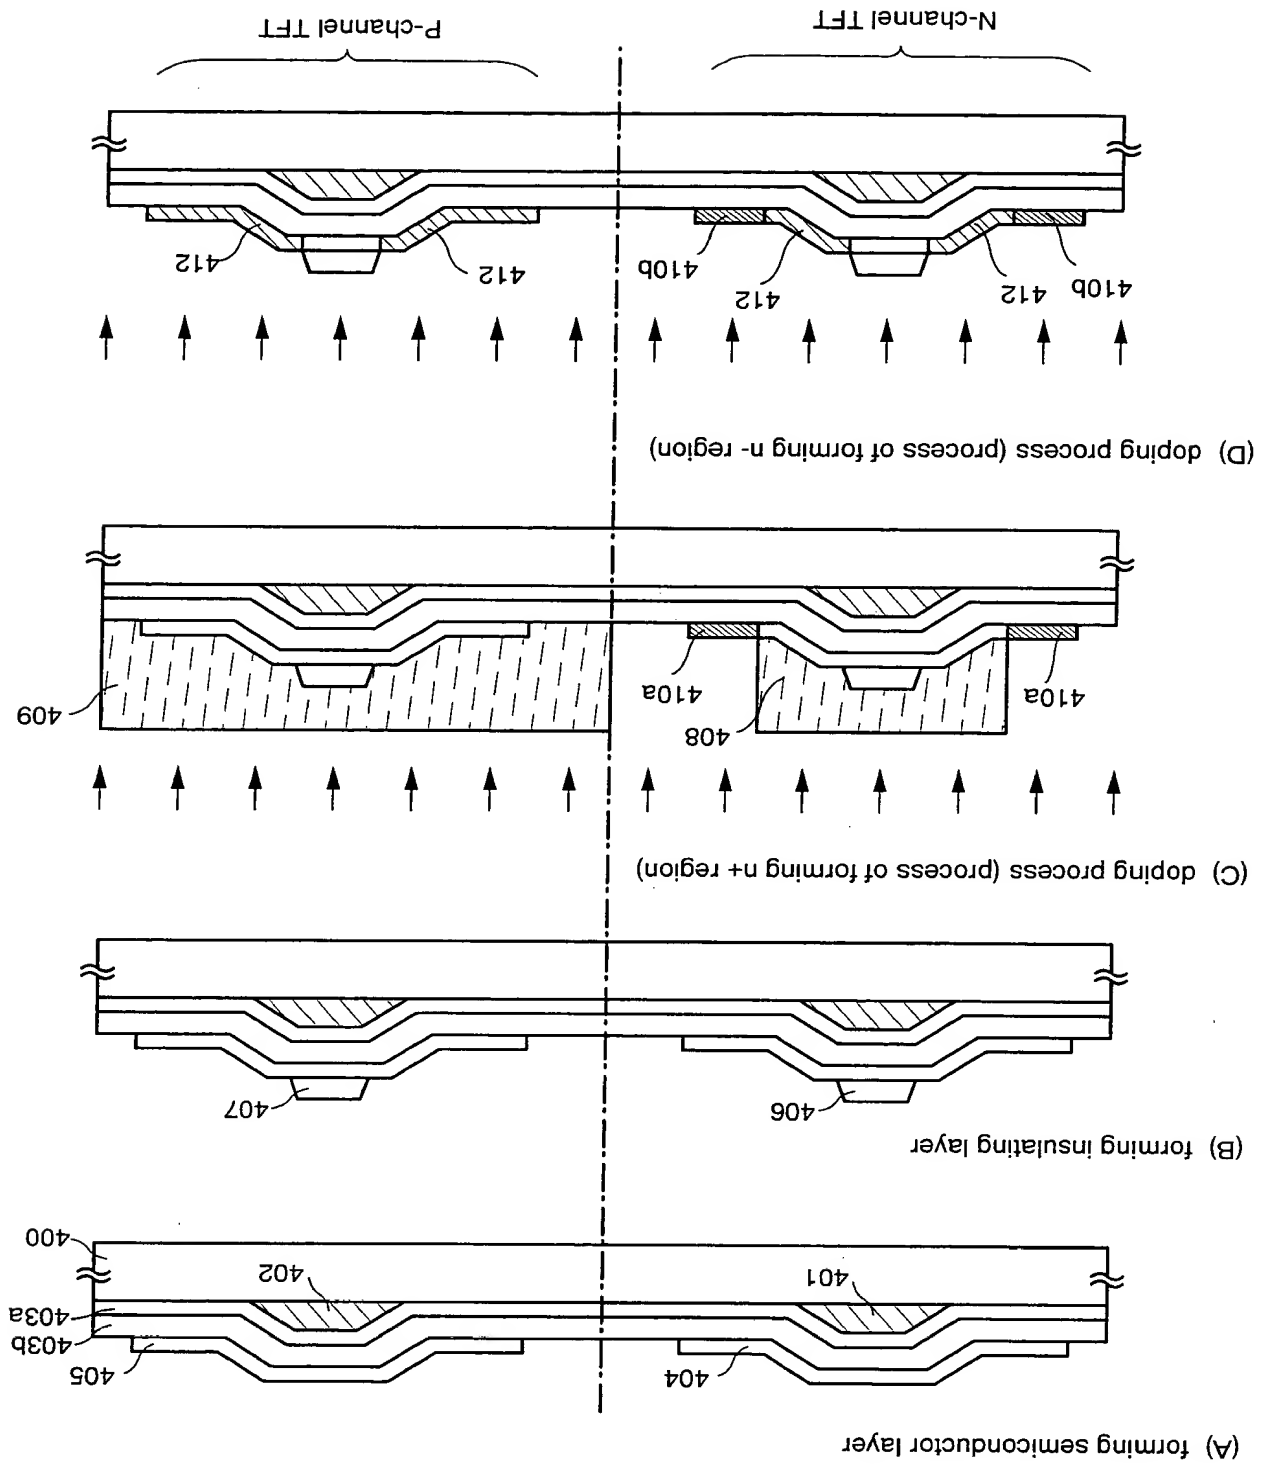 (A) forming semiconductor layer
404
405
403b
403a
401
402
400
(B) forming insulating layer
406
407
(C) doping process (process of forming n+ region)
410a
408
410a
409
(D) doping process (process of forming n- region)
410b
412
412
410b
412
412
N-channel TFT
P-channel TFT